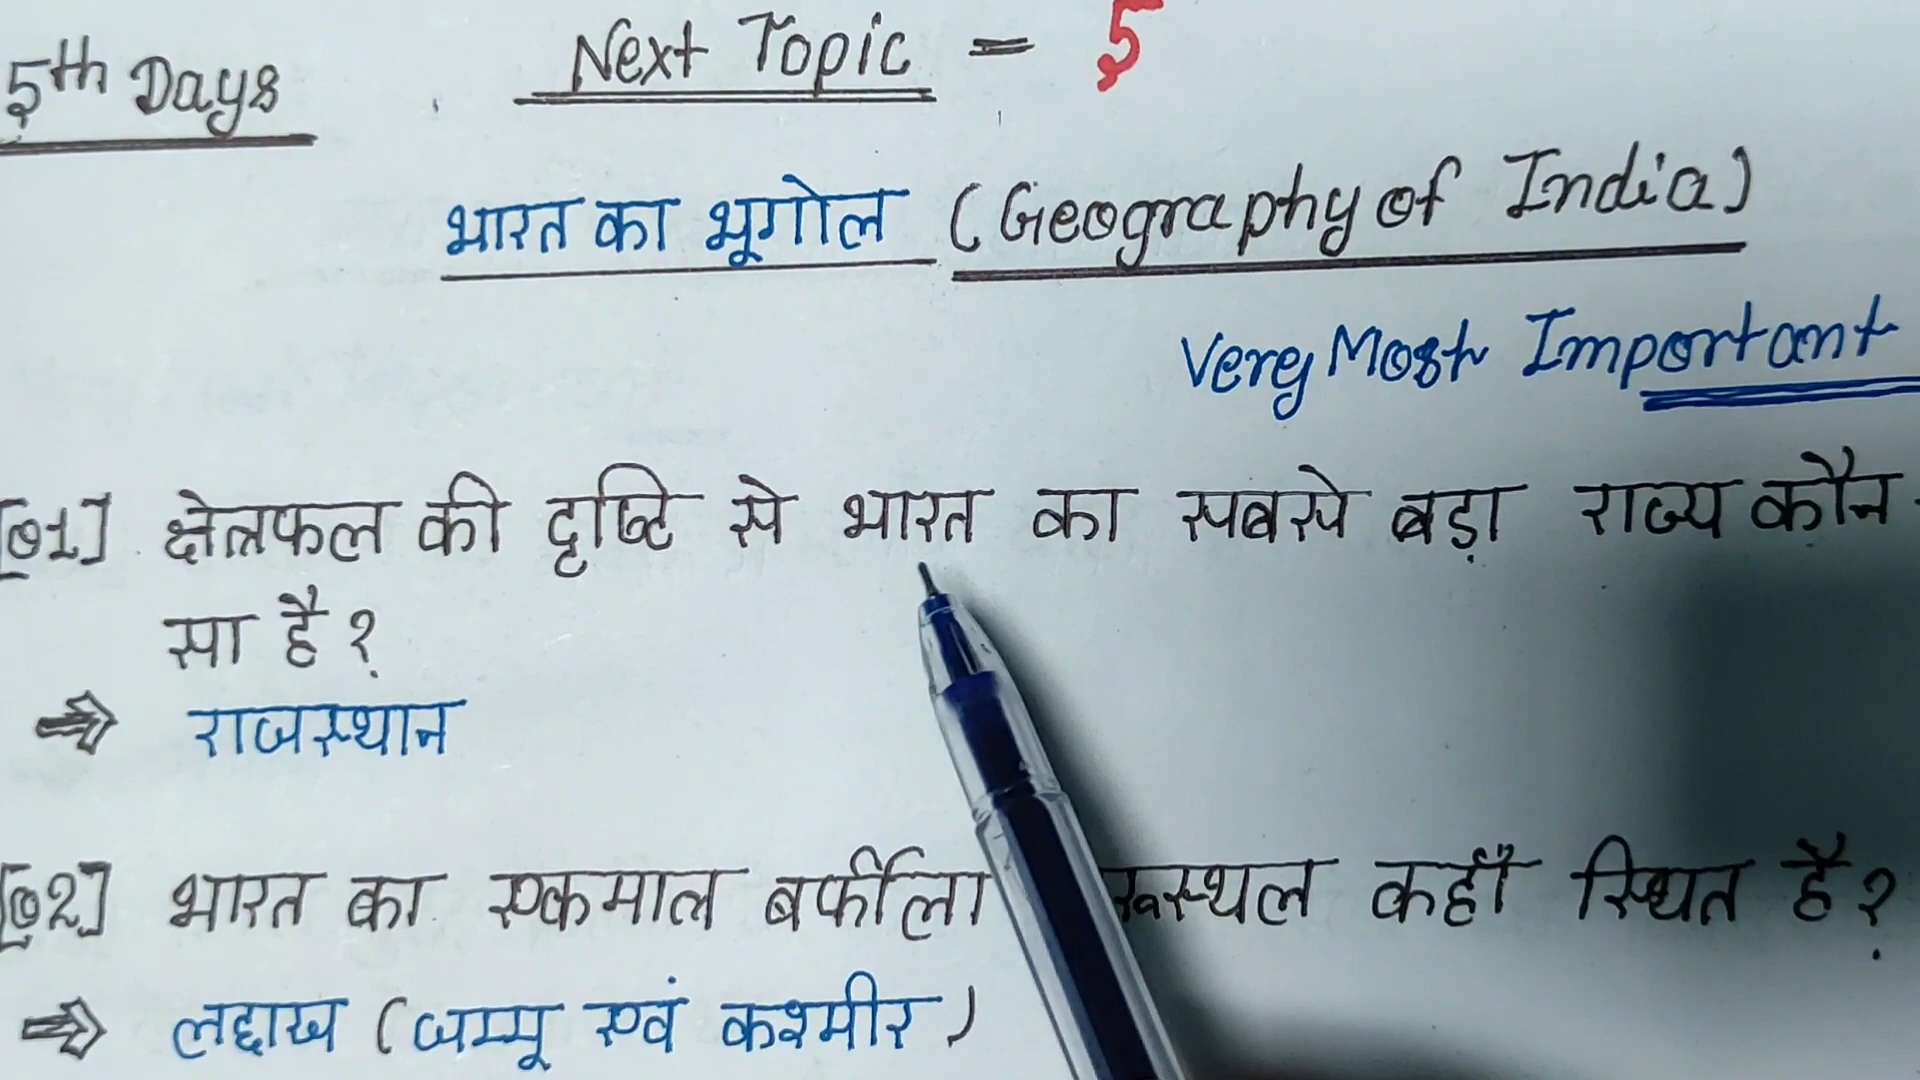 5th Days
Next Topic = 5
भारत का भूगोल (Geography of India)
Very Most Important
[Q1] क्षेत्रफल की दृष्टि से भारत का सबसे बड़ा राज्य कौन
सा है?
⇒ राजस्थान
[Q2] भारत का एकमात्र बर्फीला रूस्थल कहाँ स्थित है?
⇒ लद्दाख (जम्मू एवं कश्मीर)